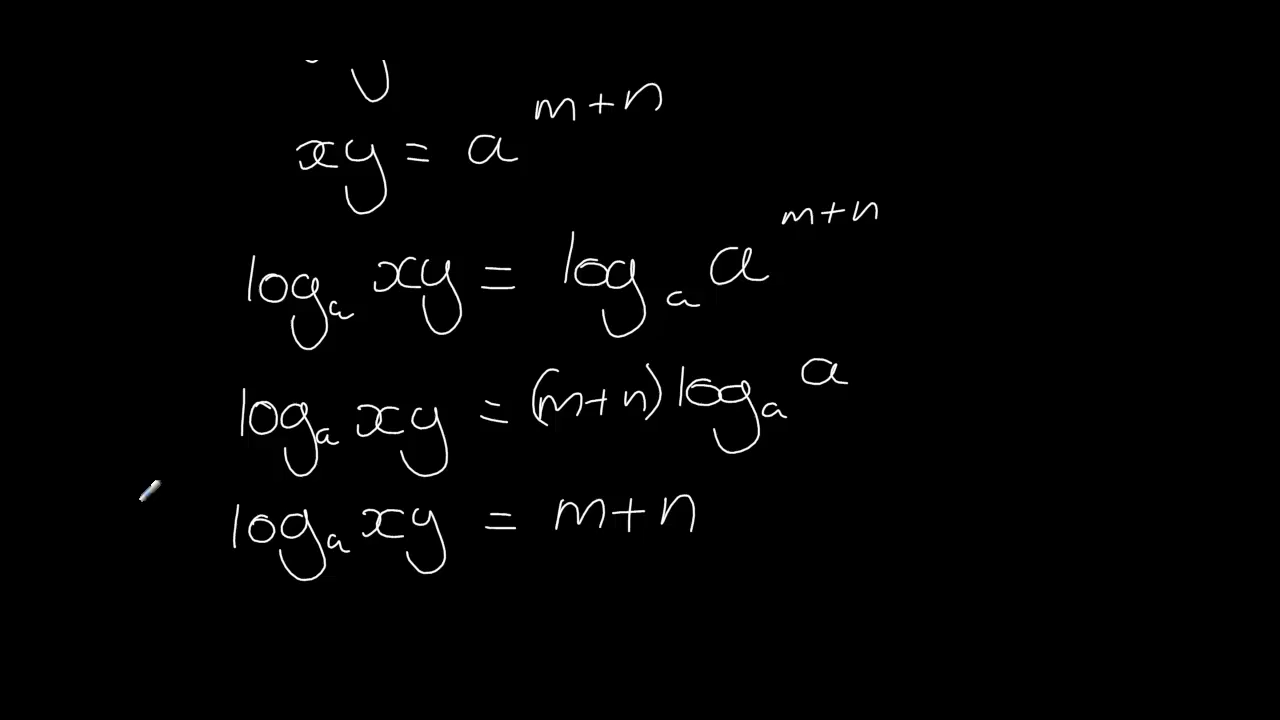 xy = a^{m+n}
log_a xy = log_a a^{m+n}
log_a xy = (m+n) log_a a
log_a xy = m+n